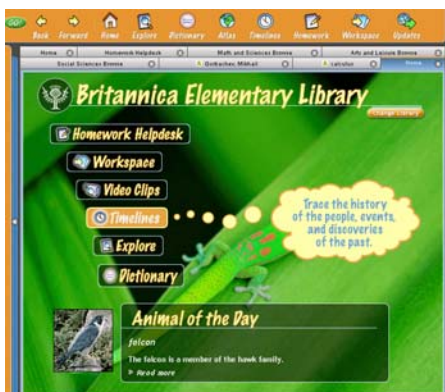 GO!
Back Forward Home Explore Dictionary Atlas Timelines Homework Workspace Updates
Home Homework Helpdesk Math and Sciences Browse Arts and Leisure Browse
Social Sciences Browse Gorbachev, Mikhail calculus Home
Britannica Elementary Library
Change Library
Homework Helpdesk
Workspace
Video Clips
Timelines
Explore
Dictionary
Trace the history
of the people, events,
and discoveries
of the past.
Animal of the Day
falcon
The falcon is a member of the hawk family.
Read more